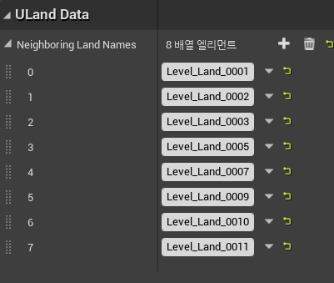 ULand Data
Neighboring Land Names 8 배열 엘리먼트
0 Level_Land_0001
1 Level_Land_0002
2 Level_Land_0003
3 Level_Land_0005
4 Level_Land_0007
5 Level_Land_0009
6 Level_Land_0010
7 Level_Land_0011